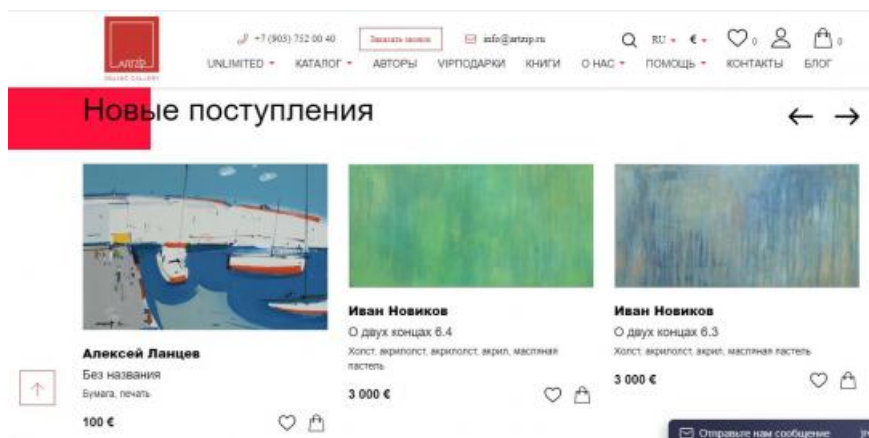 +7 (903) 752 00 40
Заказать звонок
info@artzip.ru
RU
€
0
0
ARTZIP
ONLINE GALLERY
UNLIMITED КАТАЛОГ АВТОРЫ VIPПОДАРКИ КНИГИ О НАС ПОМОЩЬ КОНТАКТЫ БЛОГ
Новые поступления
Алексей Ланцев
Без названия
Бумага, печать
100 €
Иван Новиков
О двух концах 6.4
Холст, акрилолст, акрилолст, акрил, масляная
пастель
3 000 €
Иван Новиков
О двух концах 6.3
Холст, акрилолст, акрил, масляная пастель
3 000 €
Отправьте нам сообщение